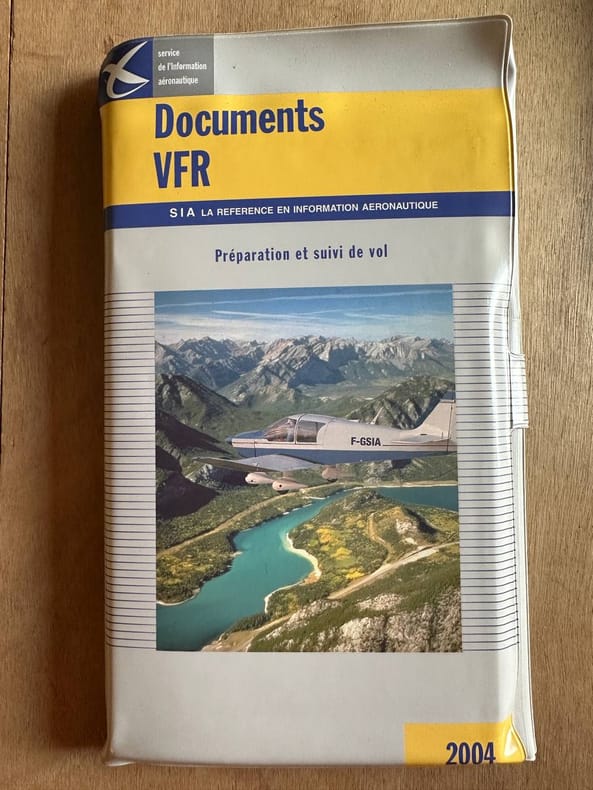 service
de l'Information
aéronautique
Documents
VFR
SIA LA REFERENCE EN INFORMATION AERONAUTIQUE
Préparation et suivi de vol
F-GSIA
2004